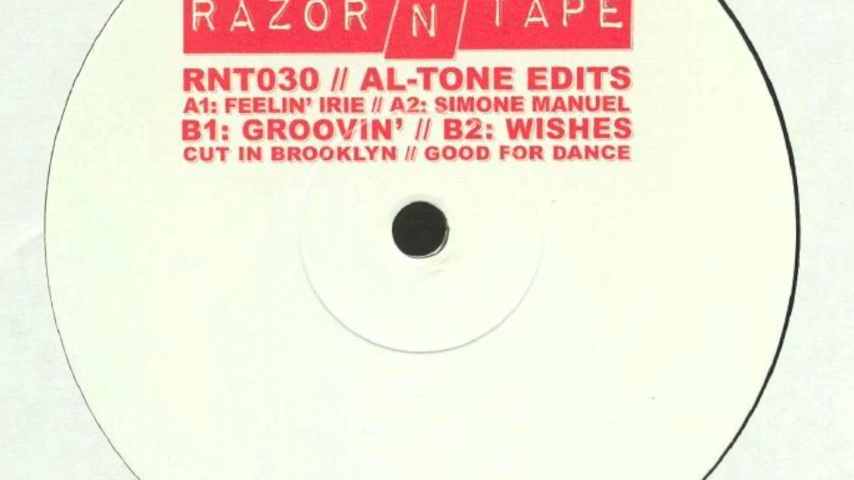 RAZOR N TAPE
RNT030 // AL-TONE EDITS
A1: FEELIN' IRIE // A2: SIMONE MANUEL
B1: GROOVIN' // B2: WISHES
CUT IN BROOKLYN // GOOD FOR DANCE